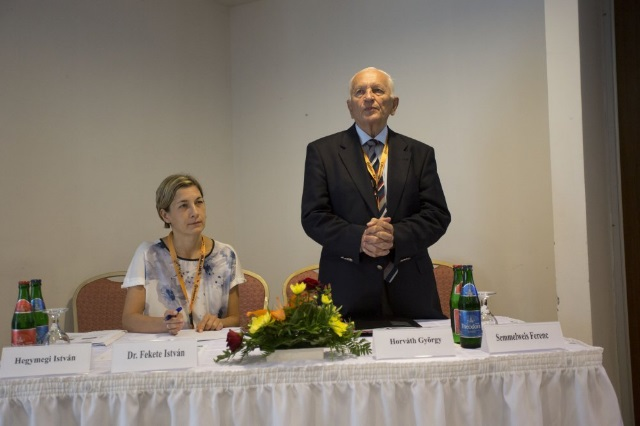 Hegymegi István
Dr. Fekete István
Horváth György
Semmelweis Ferenc